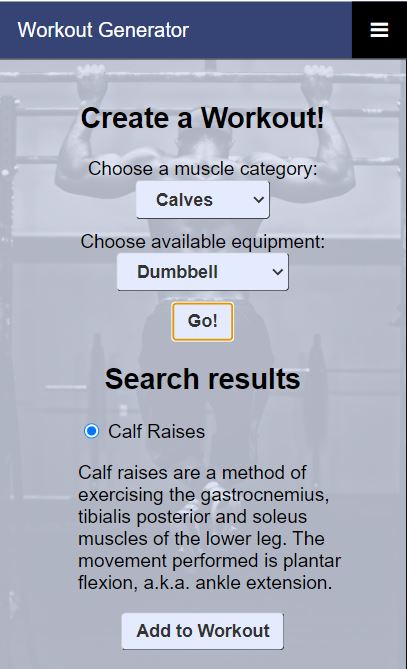 Workout Generator
Create a Workout!
Choose a muscle category:
Calves
Choose available equipment:
Dumbbell
Go!
Search results
Calf Raises
Calf raises are a method of
exercising the gastrocnemius,
tibialis posterior and soleus
muscles of the lower leg. The
movement performed is plantar
flexion, a.k.a. ankle extension.
Add to Workout